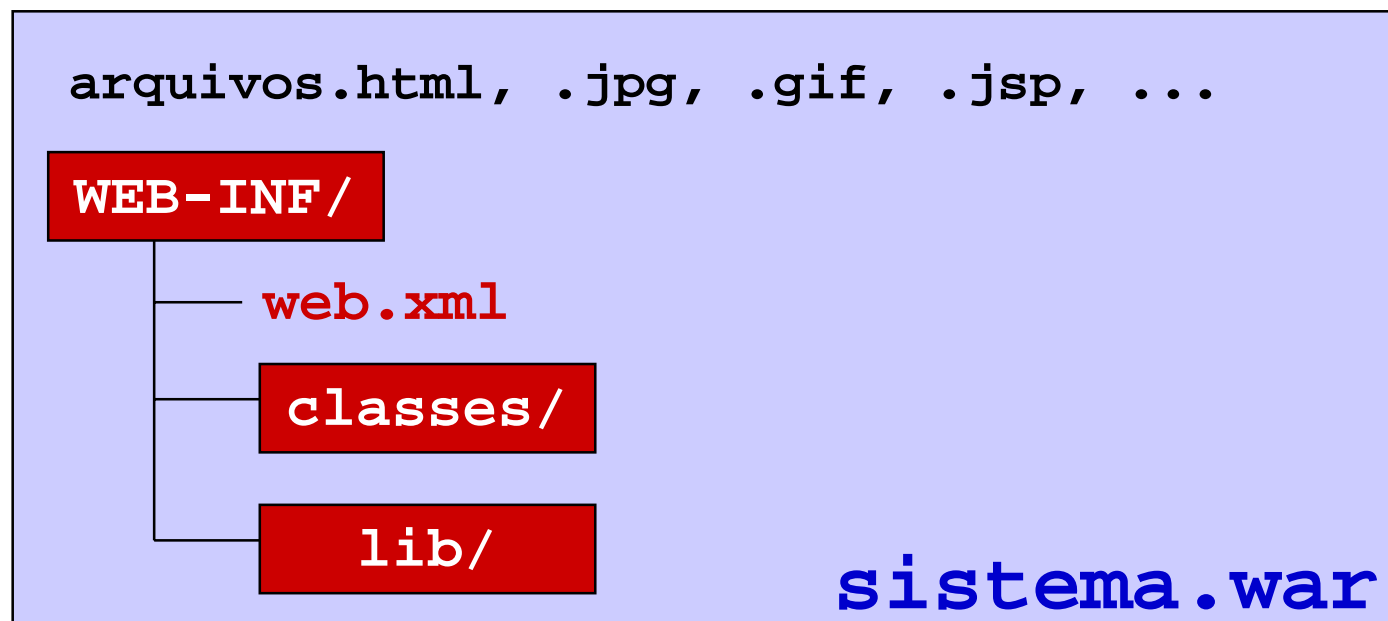 arquivos.html, .jpg, .gif, .jsp, ...
WEB-INF/
web.xml
classes/
lib/
sistema.war